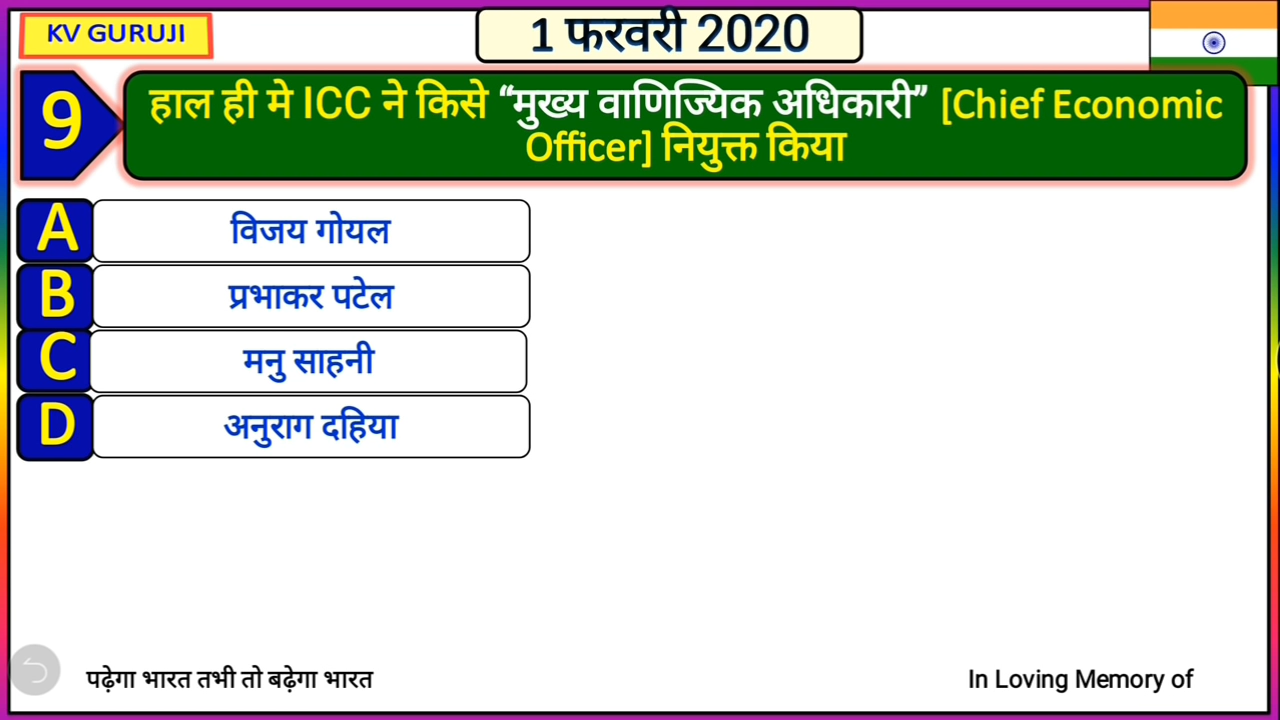 KV GURUJI
1 फरवरी 2020
9
हाल ही मे ICC ने किसे “मुख्य वाणिज्यिक अधिकारी” [Chief Economic
Officer] नियुक्त किया
A
विजय गोयल
B
प्रभाकर पटेल
C
मनु साहनी
D
अनुराग दहिया
पढ़ेगा भारत तभी तो बढ़ेगा भारत
In Loving Memory of